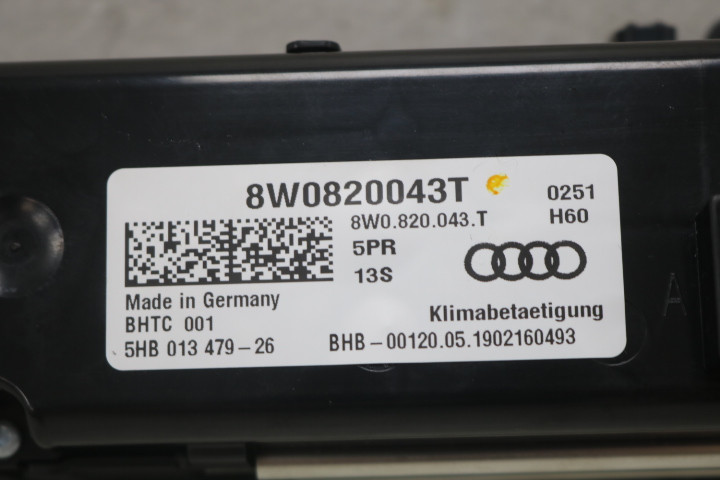 8W0820043T
0251
8W0.820.043.T
H60
5PR
13S
Made in Germany
Klimabetaetigung
BHTC 001
5HB 013 479-26
BHB-00120.05.1902160493
A